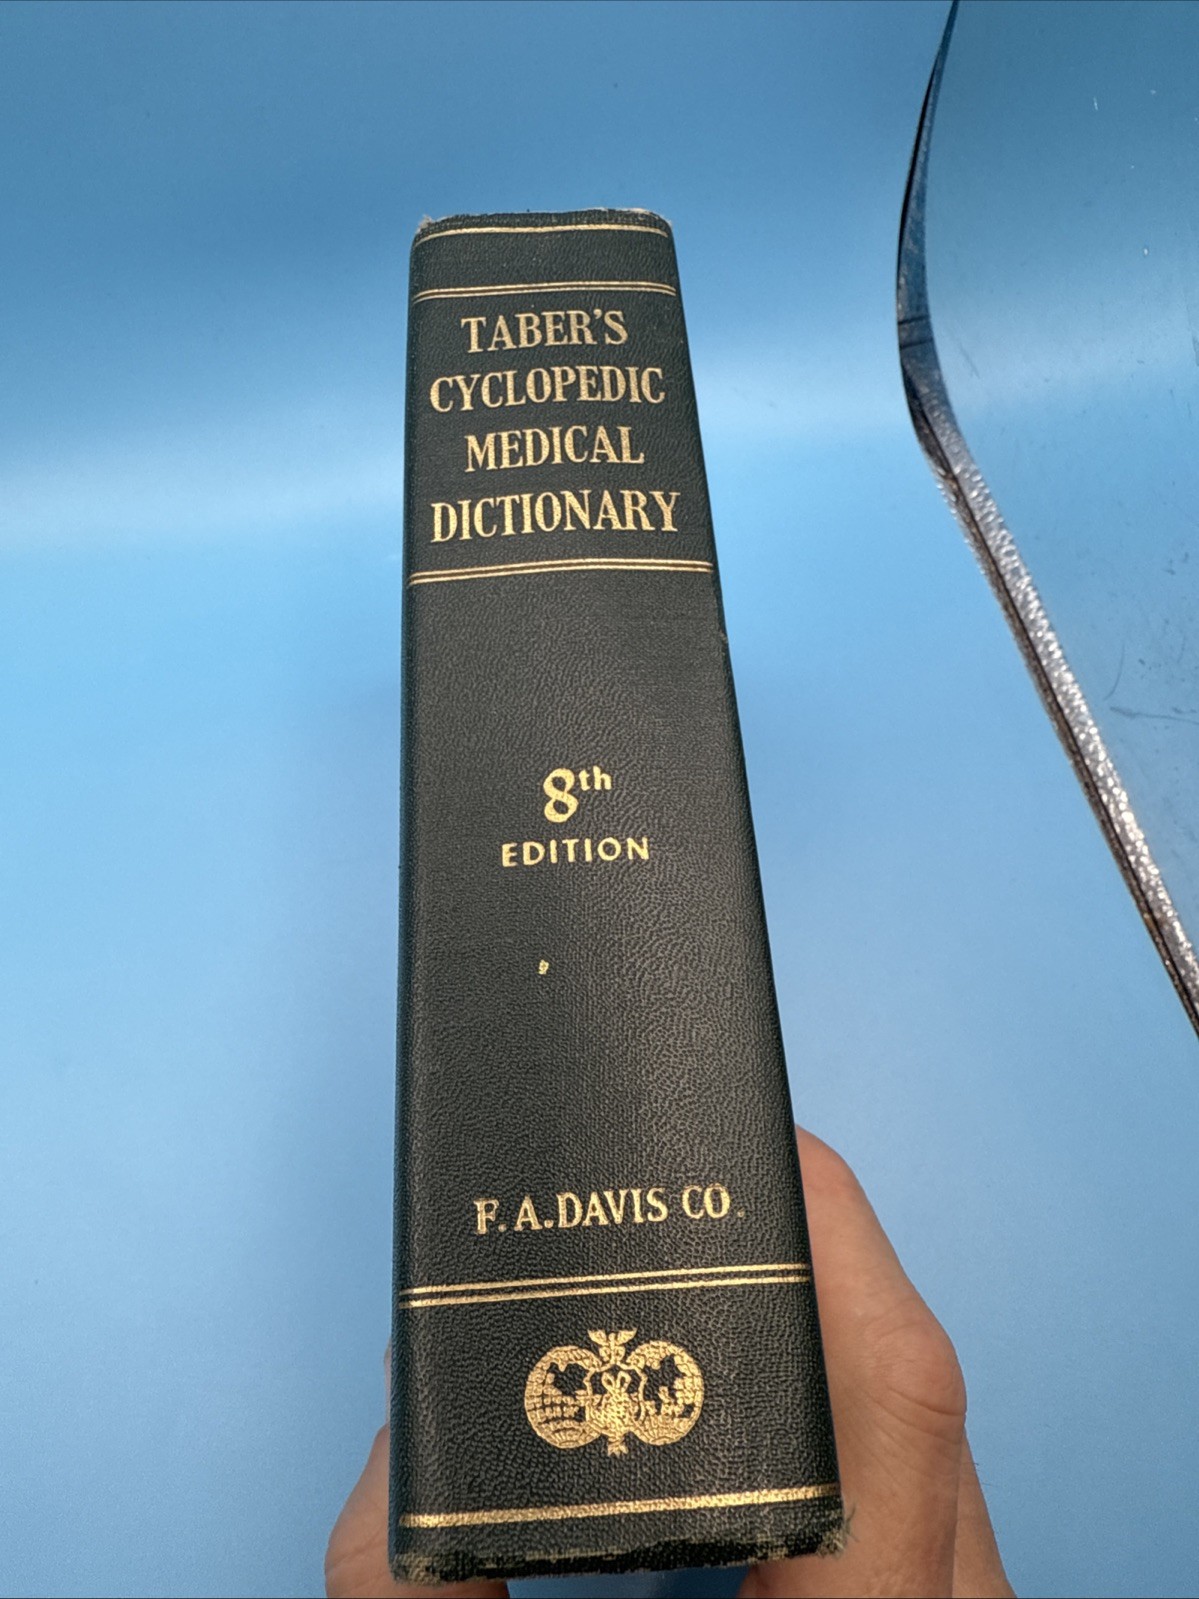 TABER'S
CYCLOPEDIC
MEDICAL
DICTIONARY
8th
EDITION
F. A. DAVIS CO.